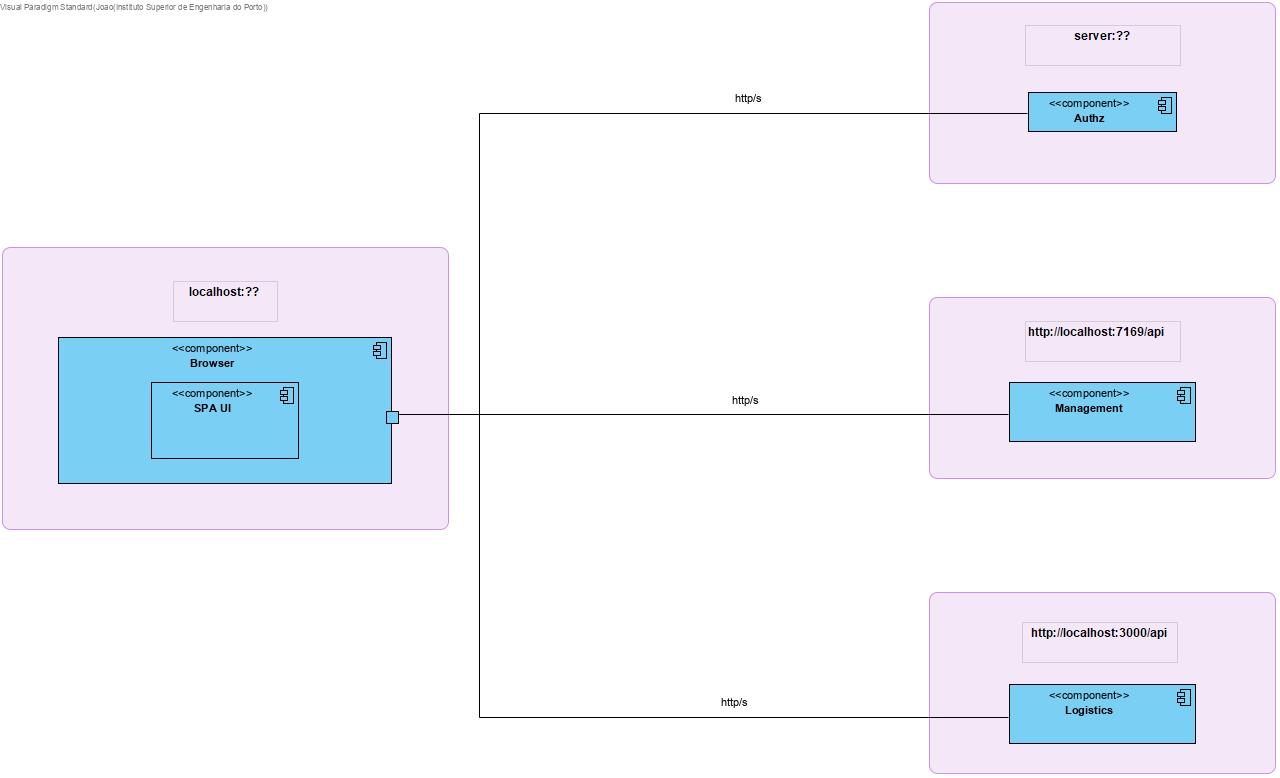 Visual Paradigm Standard(Joao(Instituto Superior de Engenharia do Porto))
server:??
<<component>>
Authz
http/s
localhost:??
<<component>>
Browser
<<component>>
SPA UI
http/s
http://localhost:7169/api
<<component>>
Management
http/s
http://localhost:3000/api
<<component>>
Logistics